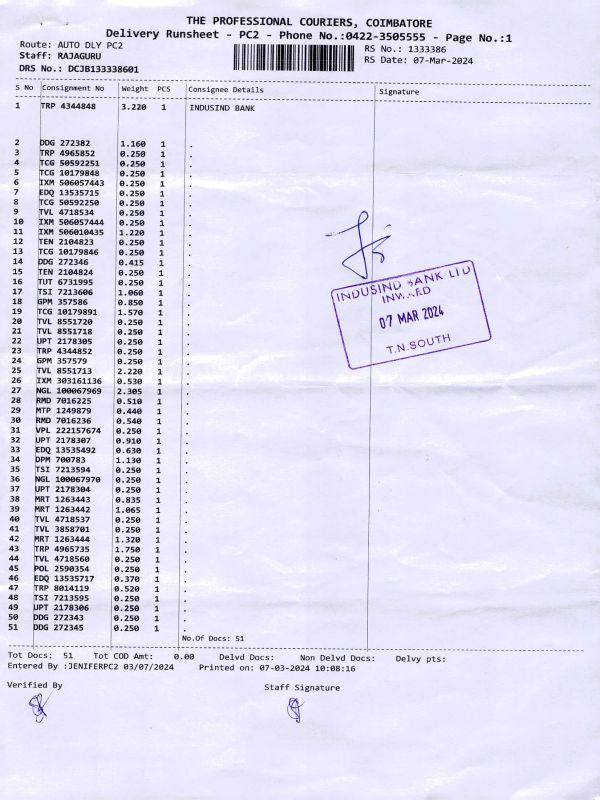 THE PROFESSIONAL COURIERS, COIMBATORE
Delivery Runsheet - PC2 - Phone No.:0422-3505555 - Page No.:1
Route: AUTO DLY PC2
Staff: RAJAGURU
DRS No.: DCJB133338601
RS No.: 1333386
RS Date: 07-Mar-2024
S No Consignment No Weight PCS Consignee Details Signature
1 TRP 4344848 3.220 1 INDUSIND BANK
2 DDG 272382 1.160 1 .
3 TRP 4965852 0.250 1 .
4 TCG 50592251 0.250 1 .
5 TCG 10179848 0.250 1 .
6 IXM 506057443 0.250 1 .
7 EDQ 13535715 0.250 1 .
8 TCG 50592250 0.250 1 .
9 TVL 4718534 0.250 1 .
10 IXM 506057444 0.250 1 .
11 IXM 506010435 1.220 1 .
12 TEN 2104823 0.250 1 .
13 TCG 10179846 0.250 1 .
14 DDG 272346 0.415 1 .
15 TEN 2104824 0.250 1 .
16 TUT 6731995 0.250 1 .
17 TSI 7213606 1.060 1 .
18 GPM 357586 0.850 1 .
19 TCG 10179891 1.570 1 .
20 TVL 8551720 0.250 1 .
21 TVL 8551718 0.250 1 .
22 UPT 2178305 0.250 1 .
23 TRP 4344852 0.250 1 .
24 GPM 357579 0.250 1 .
25 TVL 8551713 2.220 1 .
26 IXM 303161136 0.530 1 .
27 NGL 100067969 2.305 1 .
28 RMD 7016225 0.510 1 .
29 MTP 1249879 0.440 1 .
30 RMD 7016236 0.540 1 .
31 VPL 222157674 0.250 1 .
32 UPT 2178307 0.910 1 .
33 EDQ 13535492 0.630 1 .
34 DPM 700783 1.130 1 .
35 TSI 7213594 0.250 1 .
36 NGL 100067970 0.250 1 .
37 UPT 2178304 0.250 1 .
38 MRT 1263443 0.835 1 .
39 MRT 1263442 1.065 1 .
40 TVL 4718537 0.250 1 .
41 TVL 3858701 0.250 1 .
42 MRT 1263444 1.320 1 .
43 TRP 4965735 1.750 1 .
44 TVL 4718560 0.250 1 .
45 POL 2590354 0.250 1 .
46 EDQ 13535717 0.370 1 .
47 TRP 8014119 0.520 1 .
48 TSI 7213595 0.250 1 .
49 UPT 2178306 0.250 1 .
50 DDG 272343 0.250 1 .
51 DDG 272345 0.250 1 .
INDUSIND BANK LTD
INWARD
07 MAR 2024
T.N.SOUTH
No.Of Docs: 51
Tot Docs: 51 Tot COD Amt: 0.00 Delvd Docs: Non Delvd Docs: Delvy pts:
Entered By :JENIFERPC2 03/07/2024 Printed on: 07-03-2024 10:08:16
Verified By Staff Signature